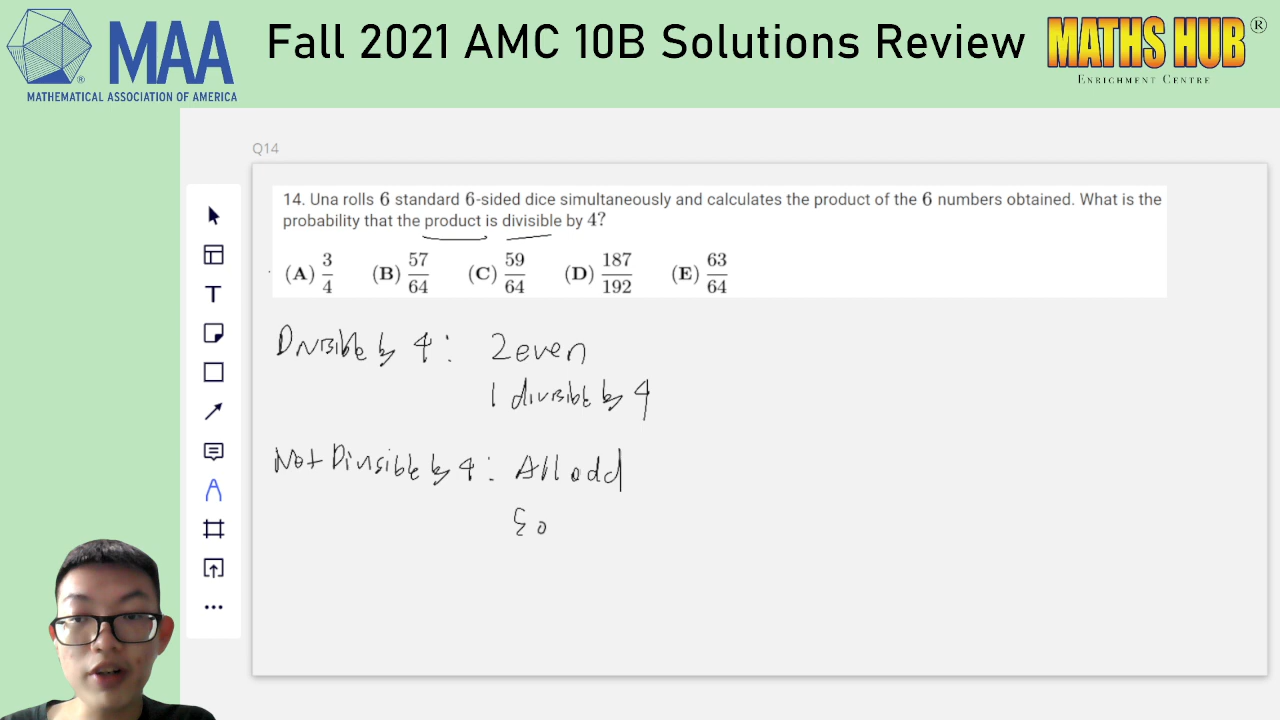 MAA
MATHEMATICAL ASSOCIATION OF AMERICA
Fall 2021 AMC 10B Solutions Review
MATHS HUB®
ENRICHMENT CENTRE
Q14
14. Una rolls 6 standard 6-sided dice simultaneously and calculates the product of the 6 numbers obtained. What is the
probability that the product is divisible by 4?
(A) 3/4 (B) 57/64 (C) 59/64 (D) 187/192 (E) 63/64
Divisible by 4: 2 even
1 divisible by 4
Not Divisible by 4: All odd